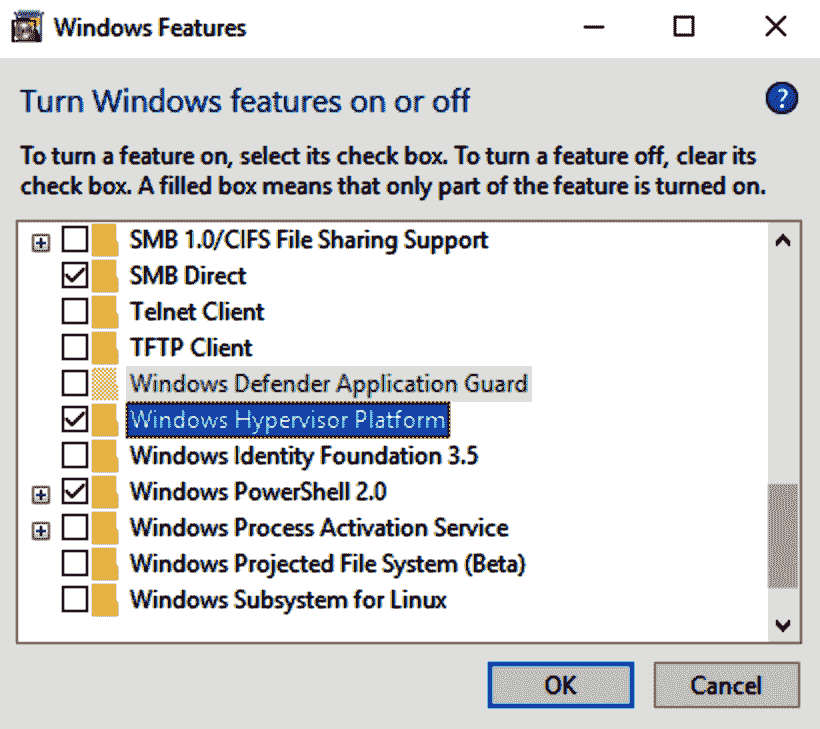 Windows Features
Turn Windows features on or off
?
To turn a feature on, select its check box. To turn a feature off, clear its
check box. A filled box means that only part of the feature is turned on.
SMB 1.0/CIFS File Sharing Support
SMB Direct
Telnet Client
TFTP Client
Windows Defender Application Guard
Windows Hypervisor Platform
Windows Identity Foundation 3.5
Windows PowerShell 2.0
Windows Process Activation Service
Windows Projected File System (Beta)
Windows Subsystem for Linux
OK Cancel